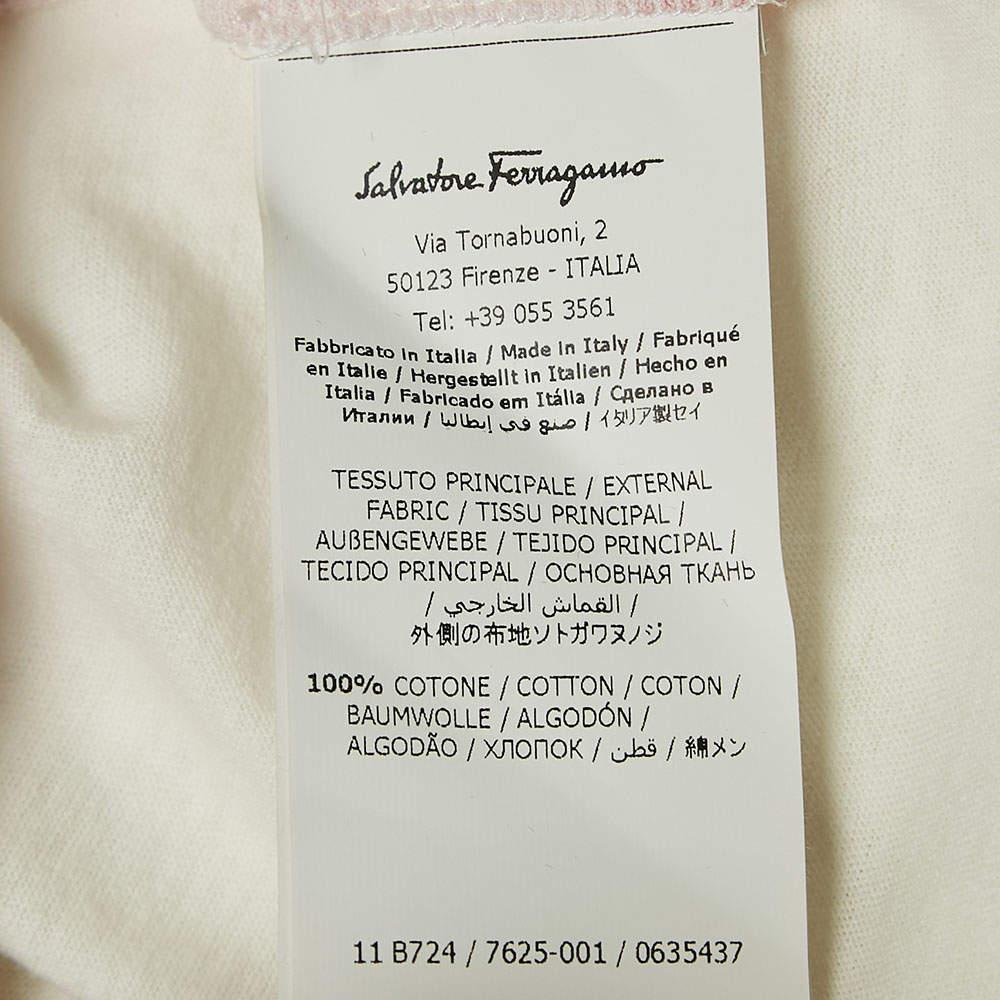 Salvatore Ferragamo
Via Tornabuoni, 2
50123 Firenze - ITALIA
Tel: +39 055 3561
Fabbricato in Italia / Made in Italy / Fabriqué
en Italie / Hergestellt in Italien / Hecho en
Italia / Fabricado em Itália / Сделано в
Италии / صنع في إيطاليا / イタリア製セイ
TESSUTO PRINCIPALE / EXTERNAL
FABRIC / TISSU PRINCIPAL /
AUßENGEWEBE / TEJIDO PRINCIPAL /
TECIDO PRINCIPAL / ОСНОВНАЯ ТКАНЬ
/ القماش الخارجي /
外側の布地ソトガワヌノジ
100% COTONE / COTTON / COTON /
BAUMWOLLE / ALGODÓN /
ALGODÃO / ХЛОПОК / قطن / 綿メン
11 B724 / 7625-001 / 0635437